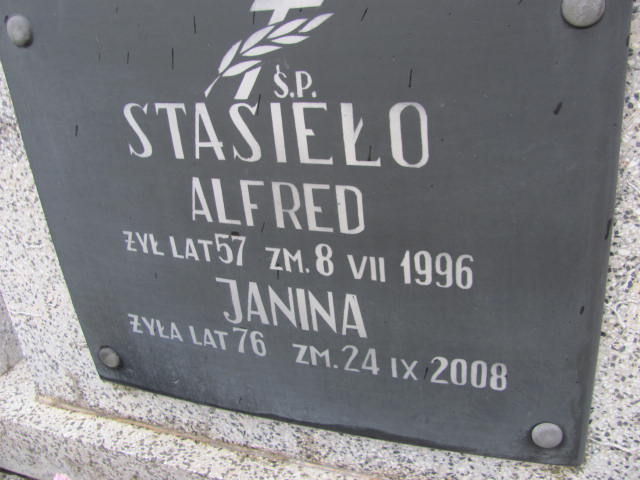 Ś.P.
STASIEŁO
ALFRED
ŻYŁ LAT 57 ZM. 8 VII 1996
JANINA
ŻYŁA LAT 76 ZM. 24 IX 2008